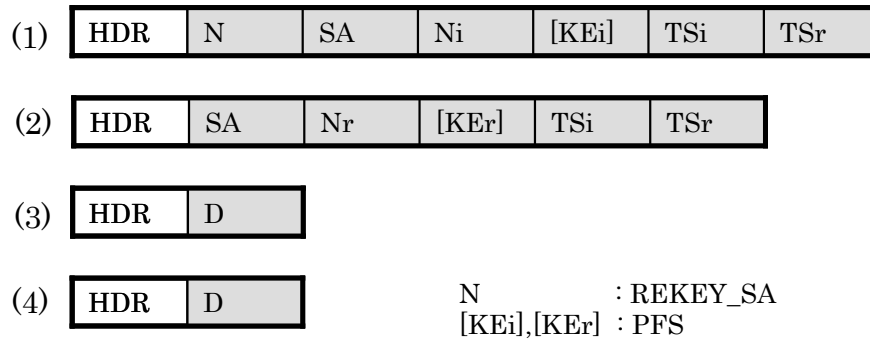 (1) HDR N SA Ni [KEi] TSi TSr
(2) HDR SA Nr [KEr] TSi TSr
(3) HDR D
(4) HDR D
N : REKEY_SA
[KEi],[KEr] : PFS